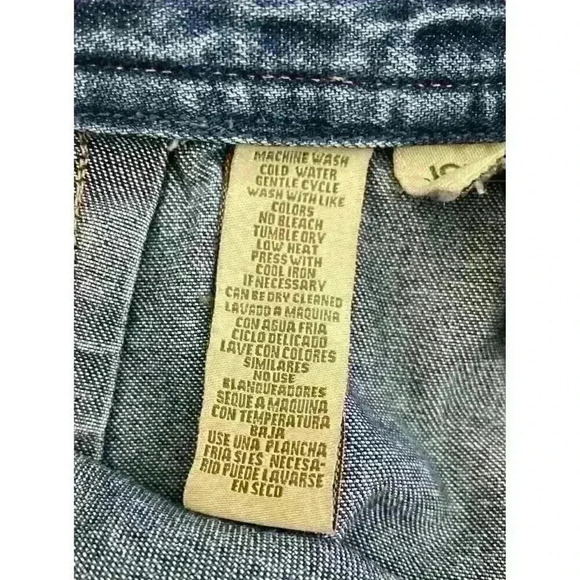 MACHINE WASH
COLD WATER
GENTLE CYCLE
WASH WITH LIKE
COLORS
NO BLEACH
TUMBLE DRY
LOW HEAT
PRESS WITH
COOL IRON
IF NECESSARY
CAN BE DRY CLEANED
LAVADO A MAQUINA
CON AGUA FRIA
CICLO DELICADO
LAVE CON COLORES
SIMILARES
NO USE
BLANQUEADORES
SEQUE A MAQUINA
CON TEMPERATURA
BAJA
USE UNA PLANCHA
FRIA SI ES NECESA-
RIO PUEDE LAVARSE
EN SECO